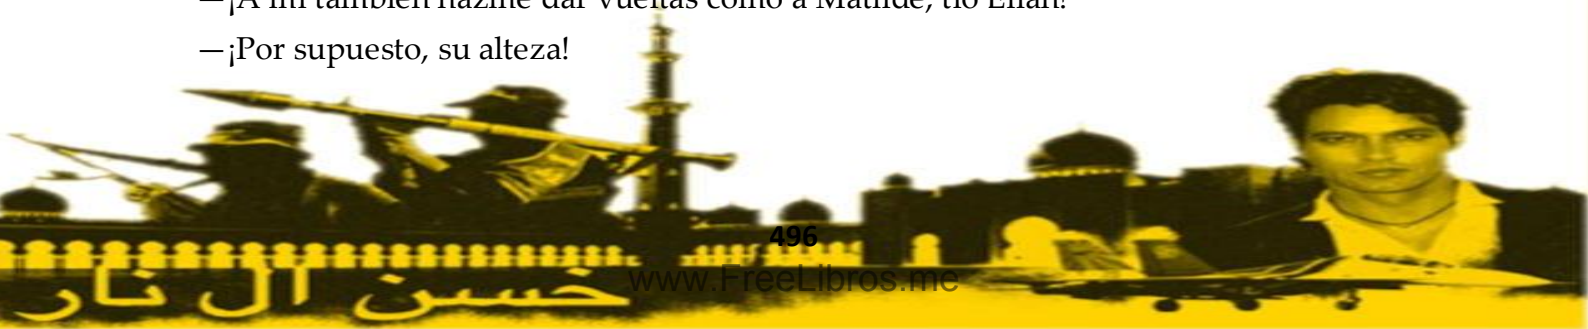 —¡A mí también hazme dar vueltas como a Matilde, tío Eliah!
—¡Por supuesto, su alteza!
496
خسن ال نار
www.FreeLibros.me